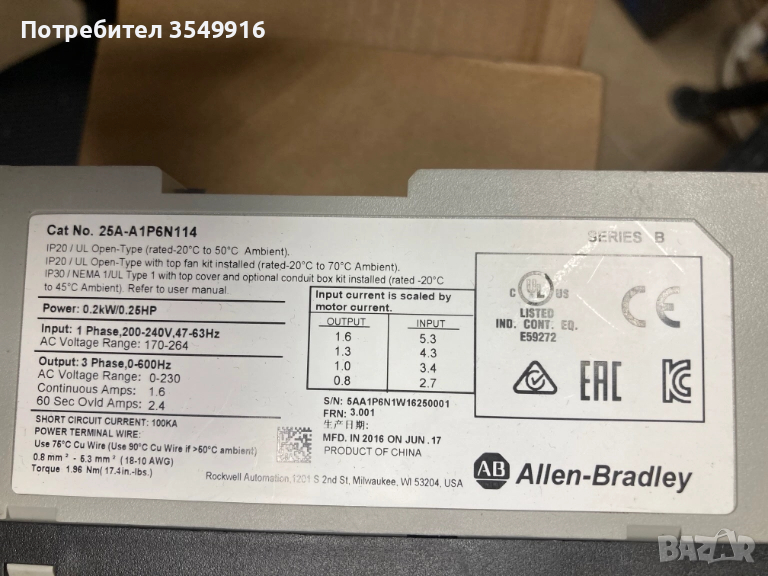 Потребител 3549916
Cat No. 25A-A1P6N114
SERIES B
IP20 / UL Open-Type (rated-20°C to 50°C Ambient).
IP20 / UL Open-Type with top fan kit installed (rated-20°C to 70°C Ambient).
IP30 / NEMA 1/UL Type 1 with top cover and optional conduit box kit installed (rated -20°C
to 45°C Ambient). Refer to user manual.
Power: 0.2kW/0.25HP
Input: 1 Phase,200-240V,47-63Hz
AC Voltage Range: 170-264
Output: 3 Phase,0-600Hz
AC Voltage Range: 0-230
Continuous Amps: 1.6
60 Sec Ovld Amps: 2.4
SHORT CIRCUIT CURRENT: 100KA
POWER TERMINAL WIRE:
Use 75°C Cu Wire (Use 90°C Cu Wire if >50°C ambient)
0.8 mm² - 5.3 mm² (18-10 AWG)
Torque 1.96 Nm(17.4in.-lbs.)
Input current is scaled by
motor current.
OUTPUT INPUT
1.6 5.3
1.3 4.3
1.0 3.4
0.8 2.7
S/N: 5AA1P6N1W16250001
FRN: 3.001
生产日期:
MFD. IN 2016 ON JUN. 17
PRODUCT OF CHINA
Rockwell Automation,1201 S 2nd St, Milwaukee, WI 53204, USA
C UL US
LISTED
IND. CONT. EQ.
E59272
CE
EAC
KC
AB Allen-Bradley
BAZAR